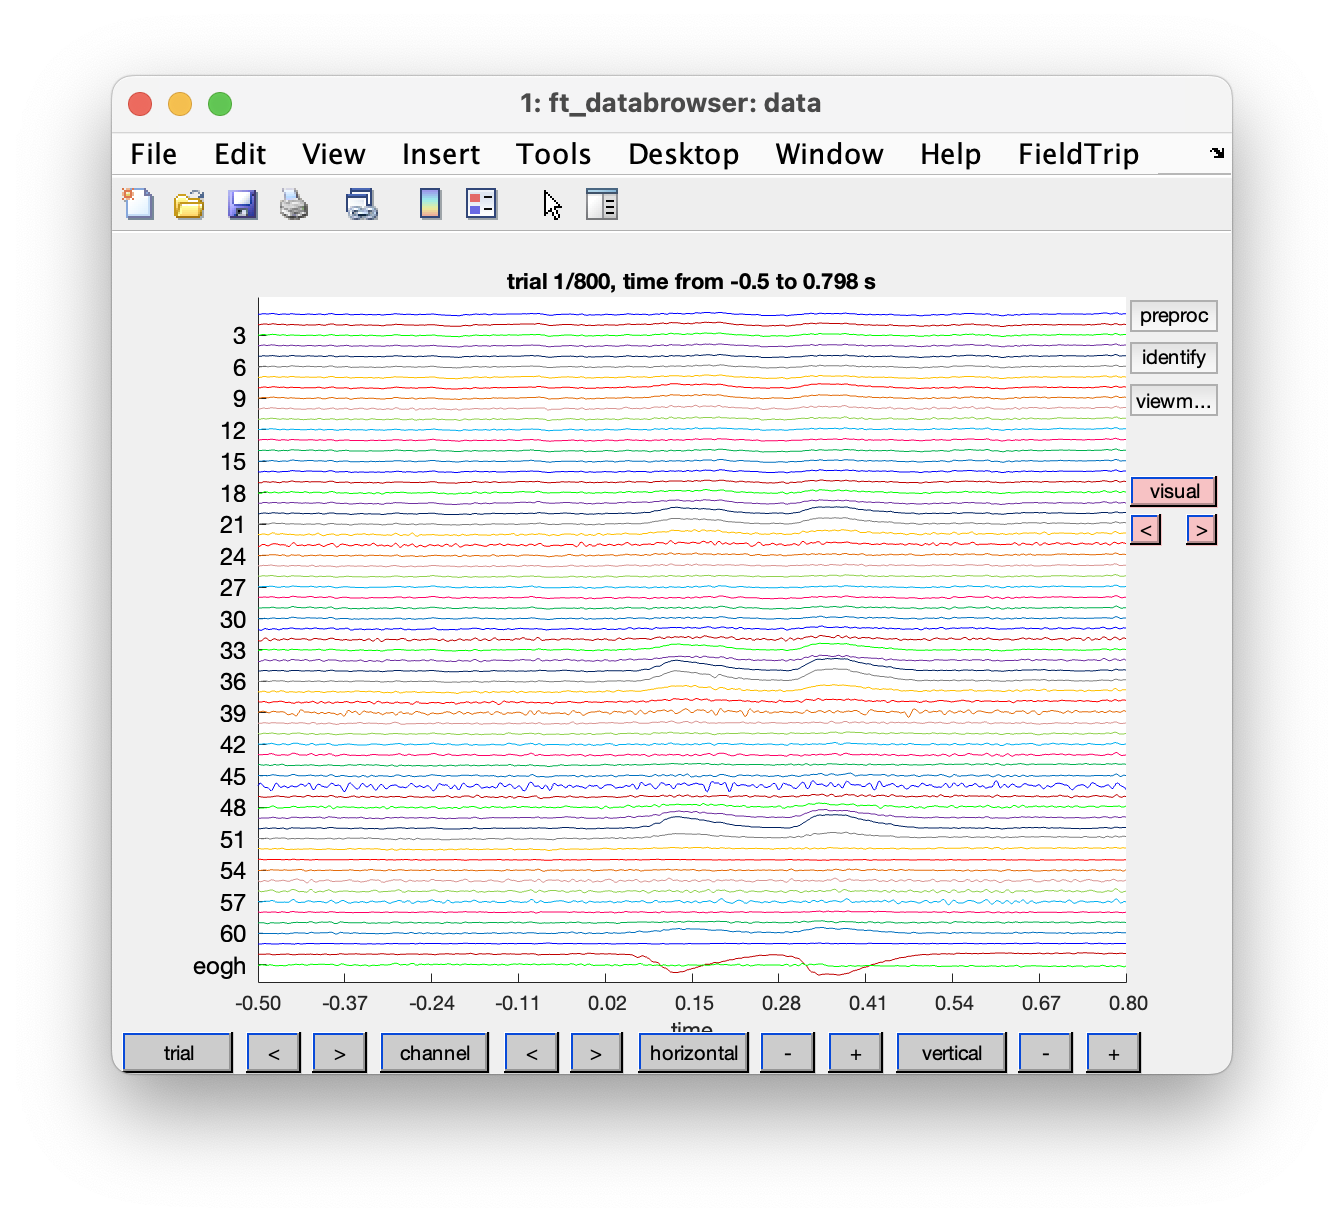 1: ft_databrowser: data
File Edit View Insert Tools Desktop Window Help FieldTrip
trial 1/800, time from -0.5 to 0.798 s
preproc
identify
viewm...
visual
< >
3
6
9
12
15
18
21
24
27
30
33
36
39
42
45
48
51
54
57
60
eogh
-0.50 -0.37 -0.24 -0.11 0.02 0.15 0.28 0.41 0.54 0.67 0.80
time
trial < > channel < > horizontal - + vertical - +